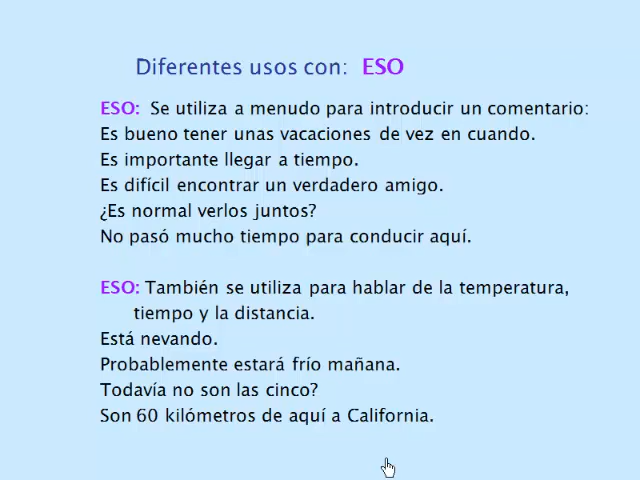 Diferentes usos con: ESO
ESO: Se utiliza a menudo para introducir un comentario:
Es bueno tener unas vacaciones de vez en cuando.
Es importante llegar a tiempo.
Es difícil encontrar un verdadero amigo.
¿Es normal verlos juntos?
No pasó mucho tiempo para conducir aquí.
ESO: También se utiliza para hablar de la temperatura,
tiempo y la distancia.
Está nevando.
Probablemente estará frío mañana.
Todavía no son las cinco?
Son 60 kilómetros de aquí a California.